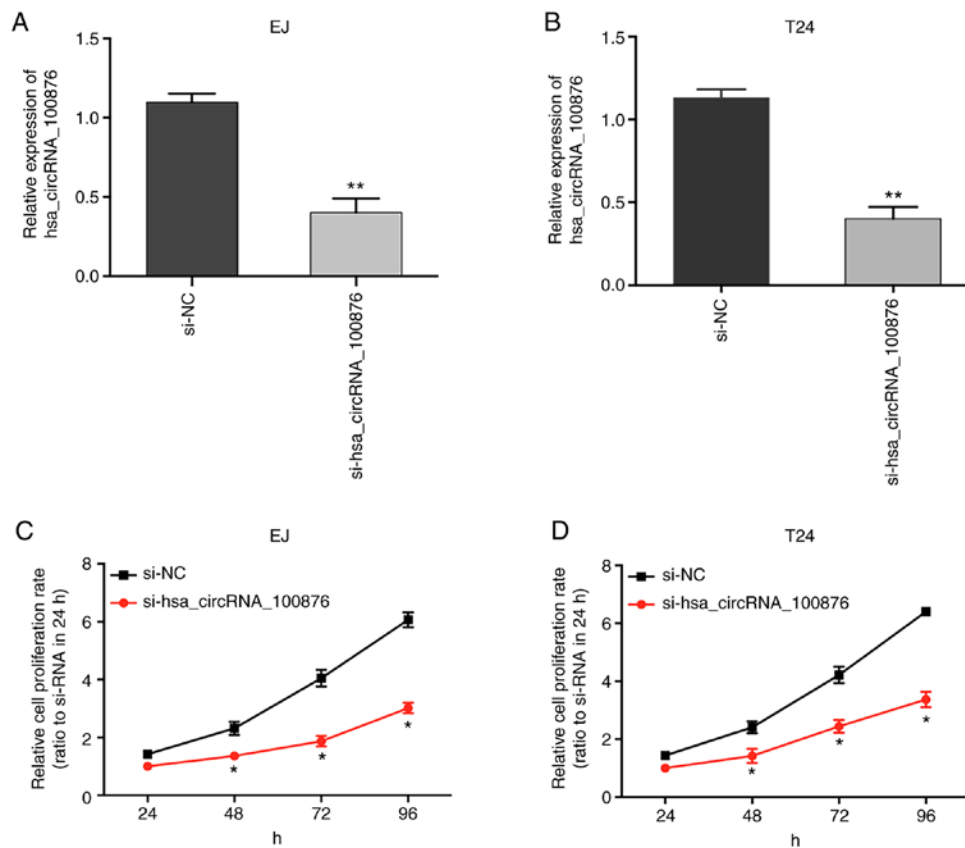 A
EJ
Relative expression of
hsa_circRNA_100876
1.5
1.0
0.5
0.0
**
si-NC
si-hsa_circRNA_100876
B
T24
Relative expression of
hsa_circRNA_100876
1.5
1.0
0.5
0.0
**
si-NC
si-hsa_circRNA_100876
C
EJ
Relative cell proliferation rate
(ratio to si-RNA in 24 h)
8
6
4
2
0
si-NC
si-hsa_circRNA_100876
*
*
*
24 48 72 96
h
D
T24
Relative cell proliferation rate
(ratio to si-RNA in 24 h)
8
6
4
2
0
si-NC
si-hsa_circRNA_100876
*
*
*
24 48 72 96
h